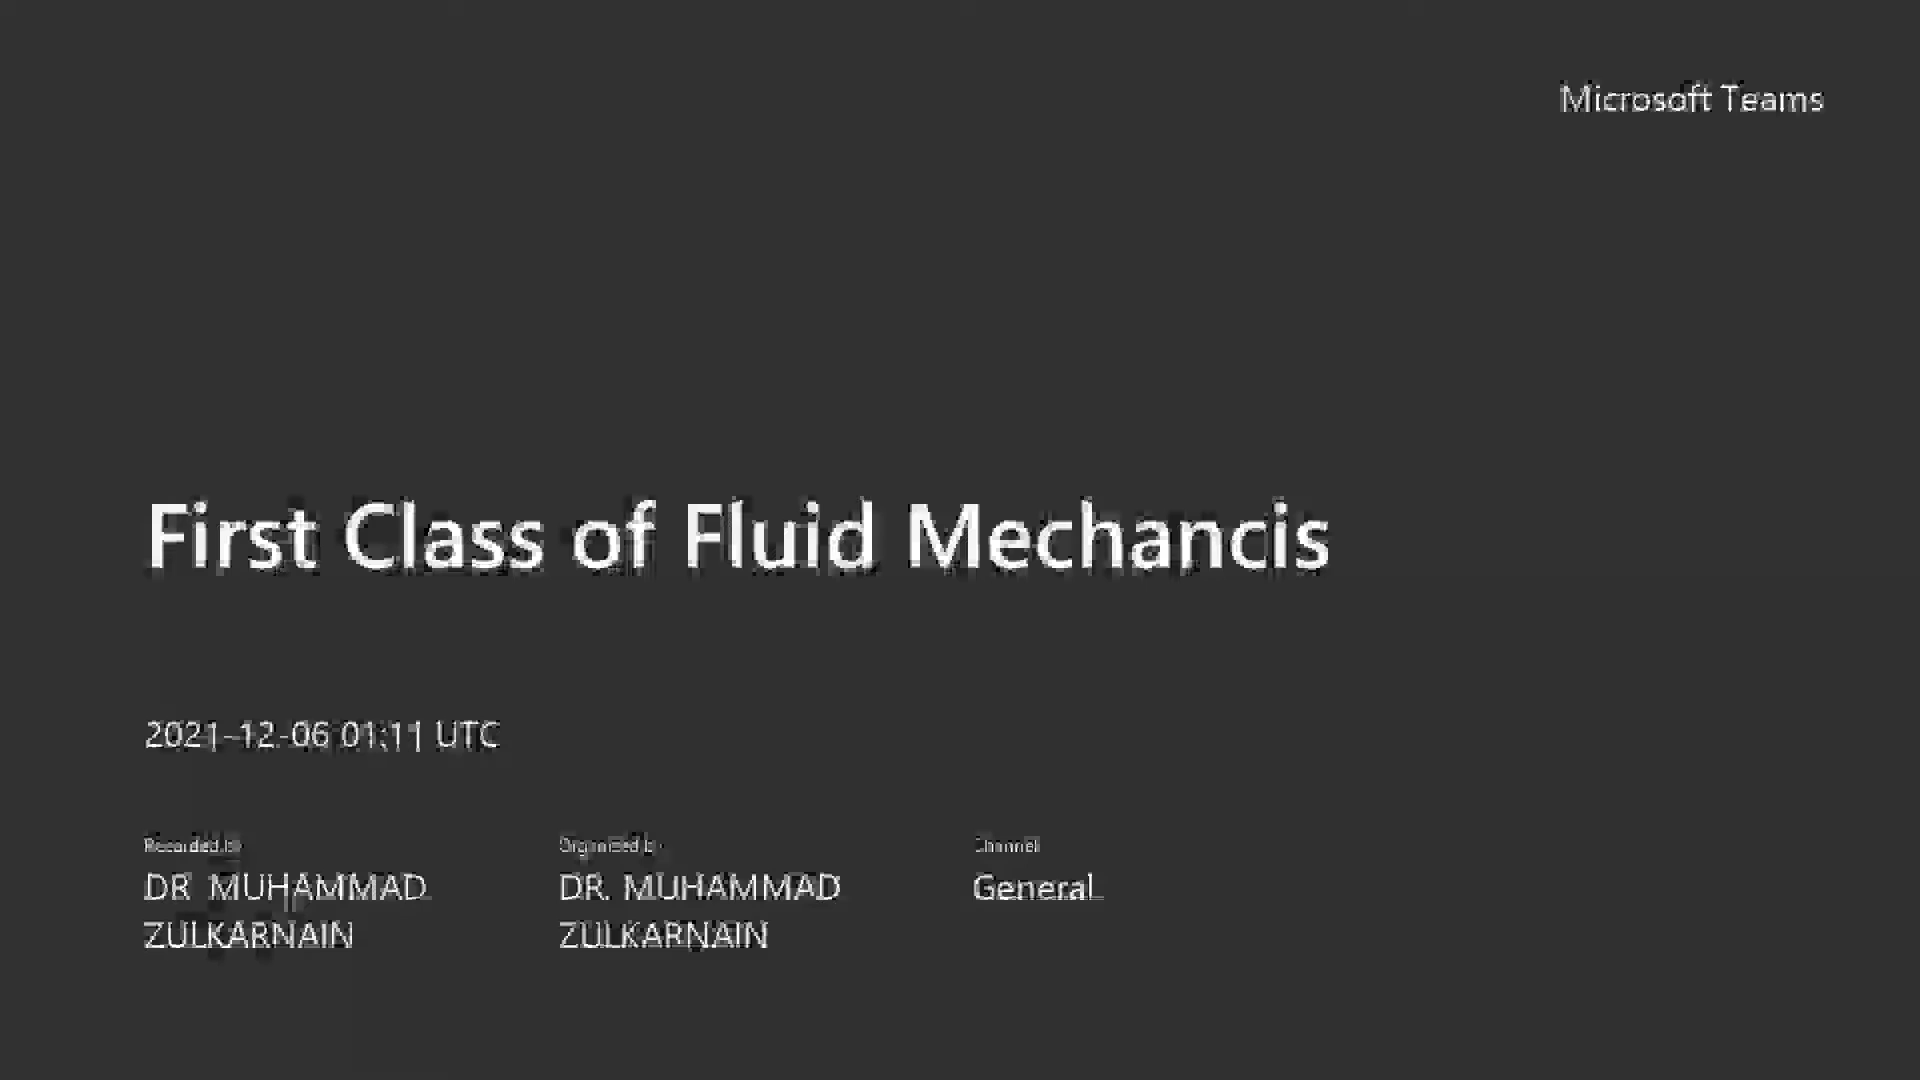 Microsoft Teams
First Class of Fluid Mechancis
2021-12-06 01:11 UTC
Recorded by
Organized by
Channel
DR. MUHAMMAD
DR. MUHAMMAD
General
ZULKARNAIN
ZULKARNAIN